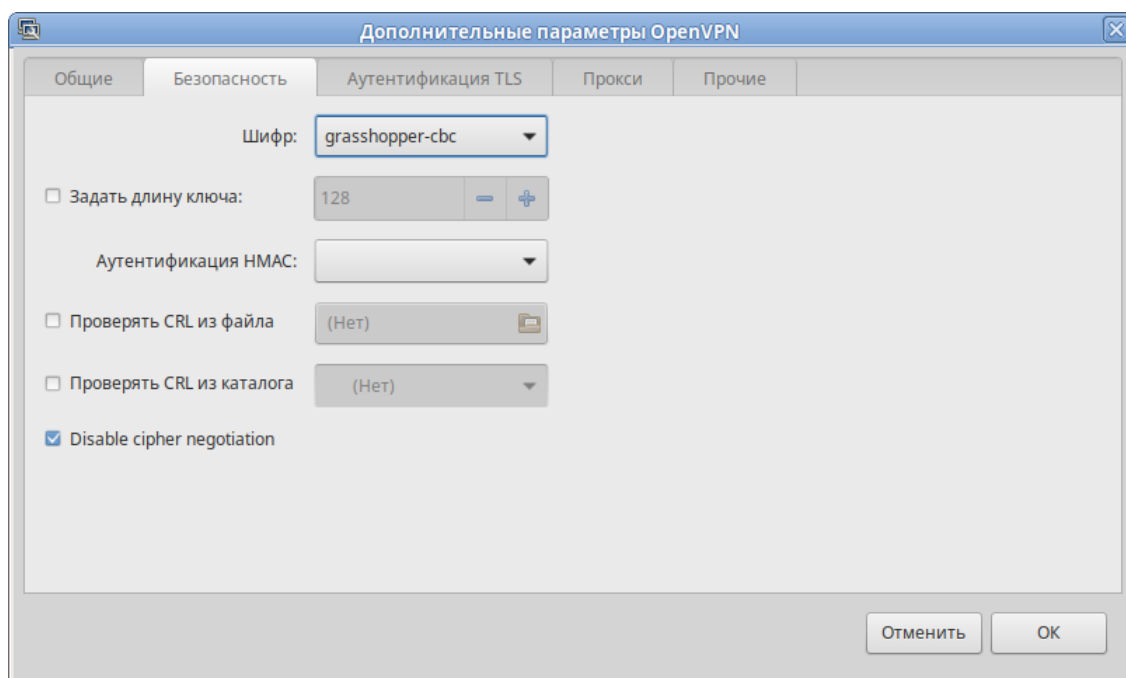 Дополнительные параметры OpenVPN
Общие Безопасность Аутентификация TLS Прокси Прочие
Шифр: grasshopper-cbc
Задать длину ключа: 128
Аутентификация HMAC:
Проверять CRL из файла (Нет)
Проверять CRL из каталога (Нет)
Disable cipher negotiation
Отменить OK